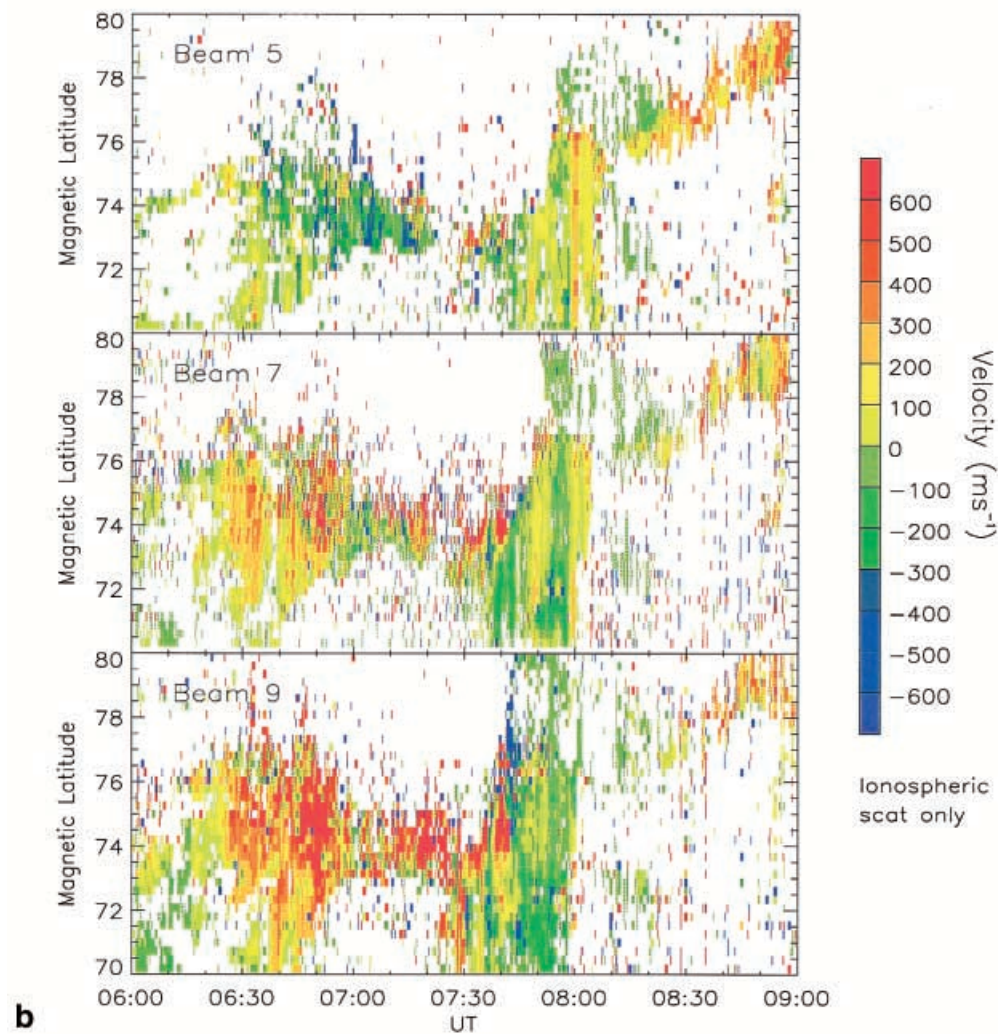 80
Beam 5
78
76
74
72
Magnetic Latitude
80
Beam 7
78
76
74
72
Magnetic Latitude
80
Beam 9
78
76
74
72
70
Magnetic Latitude
06:00 06:30 07:00 07:30 08:00 08:30 09:00
UT
b
600
500
400
300
200
100
0
−100
−200
−300
−400
−500
−600
Velocity (ms⁻¹)
Ionospheric
scat only